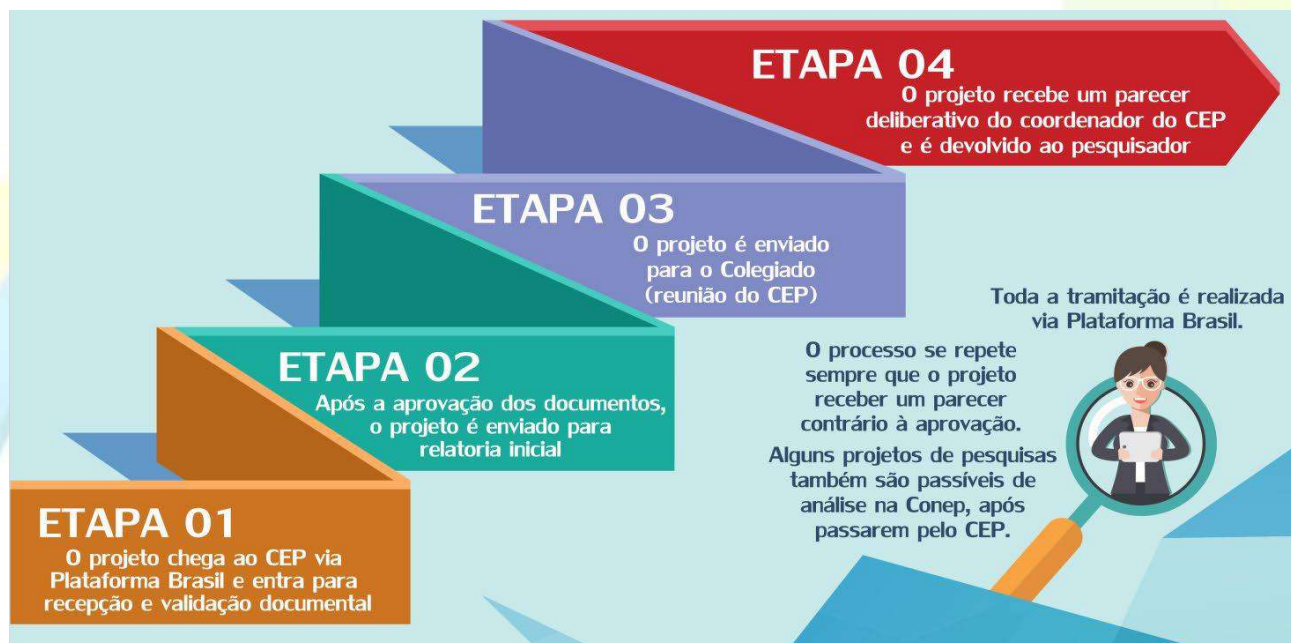 ETAPA 01
O projeto chega ao CEP via
Plataforma Brasil e entra para
recepção e validação documental
ETAPA 02
Após a aprovação dos documentos,
o projeto é enviado para
relatoria inicial
ETAPA 03
O projeto é enviado
para o Colegiado
(reunião do CEP)
ETAPA 04
O projeto recebe um parecer
deliberativo do coordenador do CEP
e é devolvido ao pesquisador
Toda a tramitação é realizada
via Plataforma Brasil.
O processo se repete
sempre que o projeto
receber um parecer
contrário à aprovação.
Alguns projetos de pesquisas
também são passíveis de
análise na Conep, após
passarem pelo CEP.